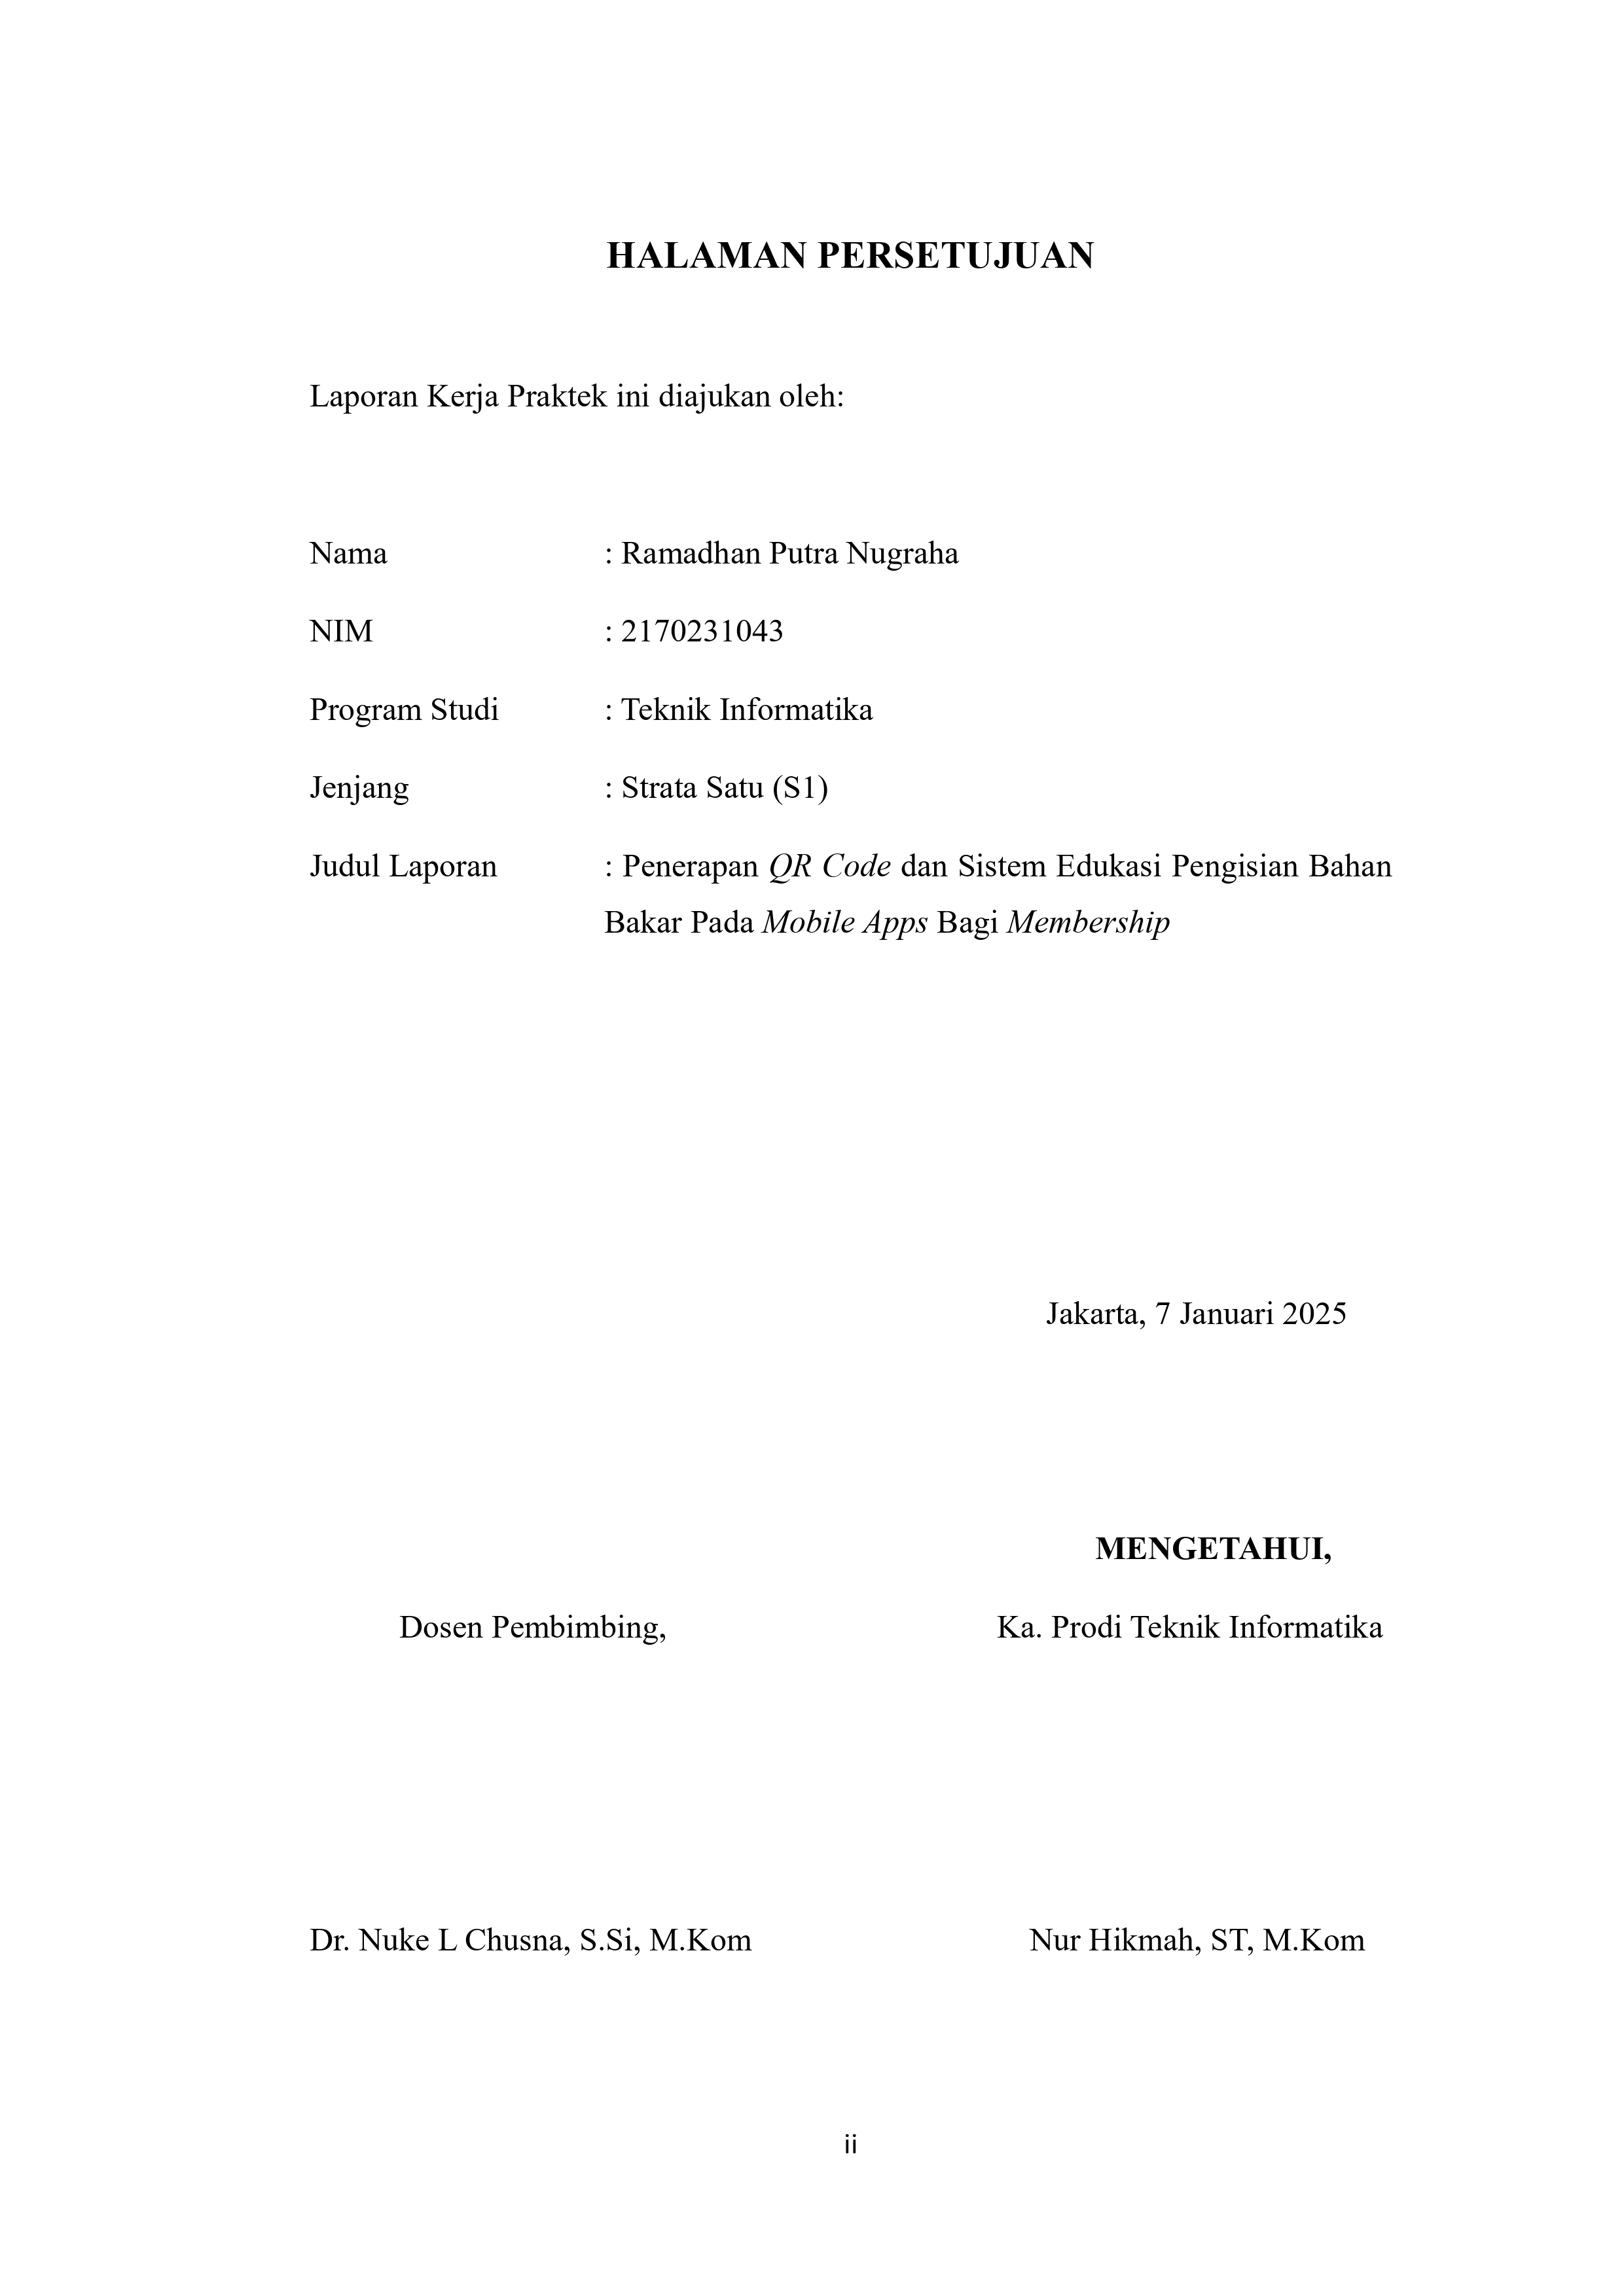 HALAMAN PERSETUJUAN
Laporan Kerja Praktek ini diajukan oleh:
Nama : Ramadhan Putra Nugraha
NIM : 2170231043
Program Studi : Teknik Informatika
Jenjang : Strata Satu (S1)
Judul Laporan : Penerapan QR Code dan Sistem Edukasi Pengisian Bahan
Bakar Pada Mobile Apps Bagi Membership
Jakarta, 7 Januari 2025
MENGETAHUI,
Dosen Pembimbing, Ka. Prodi Teknik Informatika
Dr. Nuke L Chusna, S.Si, M.Kom Nur Hikmah, ST, M.Kom
ii